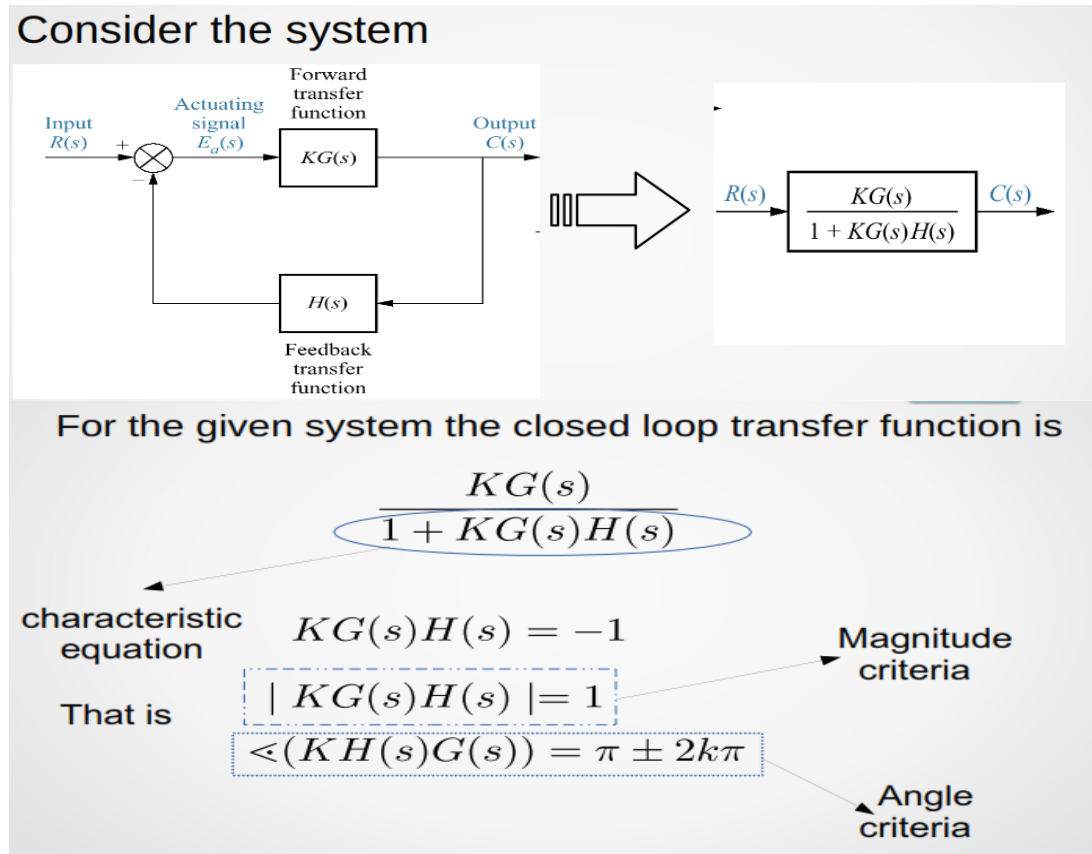 Consider the system
Forward
transfer
function
Actuating
signal
E_a(s)
Input
R(s)
+
−
KG(s)
Output
C(s)
H(s)
Feedback
transfer
function
R(s)
KG(s)
1 + KG(s)H(s)
C(s)
For the given system the closed loop transfer function is
KG(s)
1 + KG(s)H(s)
characteristic
equation
KG(s)H(s) = −1
Magnitude
criteria
That is
| KG(s)H(s) |= 1
∢(KH(s)G(s)) = π ± 2kπ
Angle
criteria